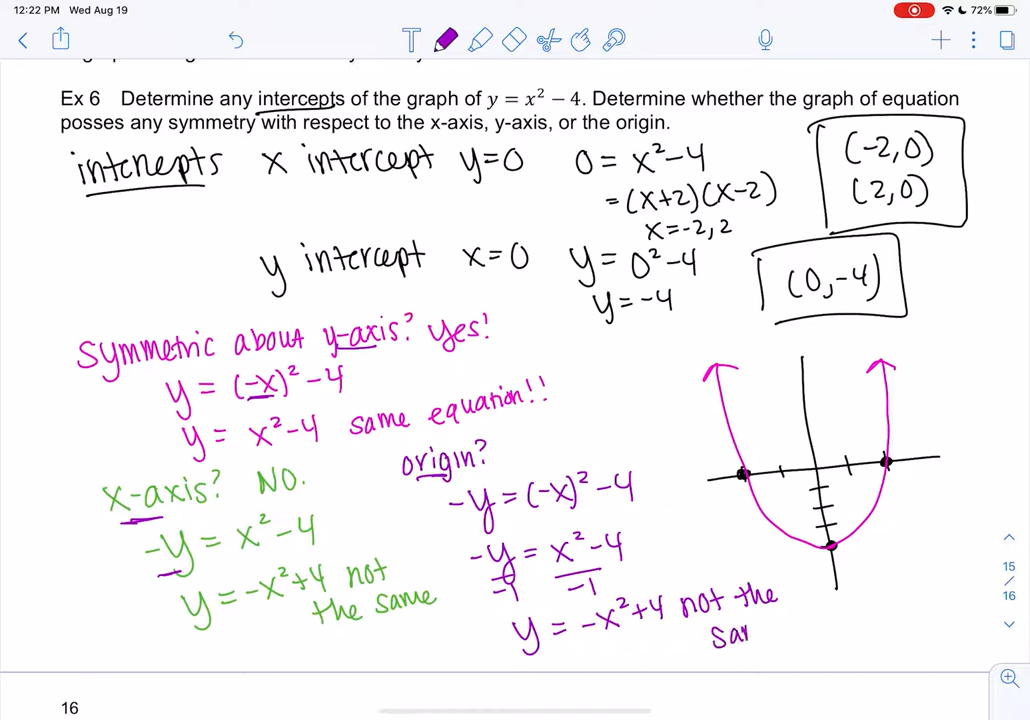 12:22 PM Wed Aug 19
72%
T
Ex 6 Determine any intercepts of the graph of y = x² − 4. Determine whether the graph of equation
posses any symmetry with respect to the x-axis, y-axis, or the origin.
intercepts x intercept y=0 0 = x²-4 (-2,0)
= (x+2)(x-2) (2,0)
x=-2,2
y intercept x=0 y= 0²-4 (0,-4)
y=-4
Symmetric about y-axis? Yes!
y = (-x)²-4
y = x²-4 same equation!!
origin?
x-axis? NO.
-y = (-x)²-4
-y = x²-4
-y = x²-4
-1 -1
y = -x²+4 not
the same
y = -x²+4 not the
15
16
16